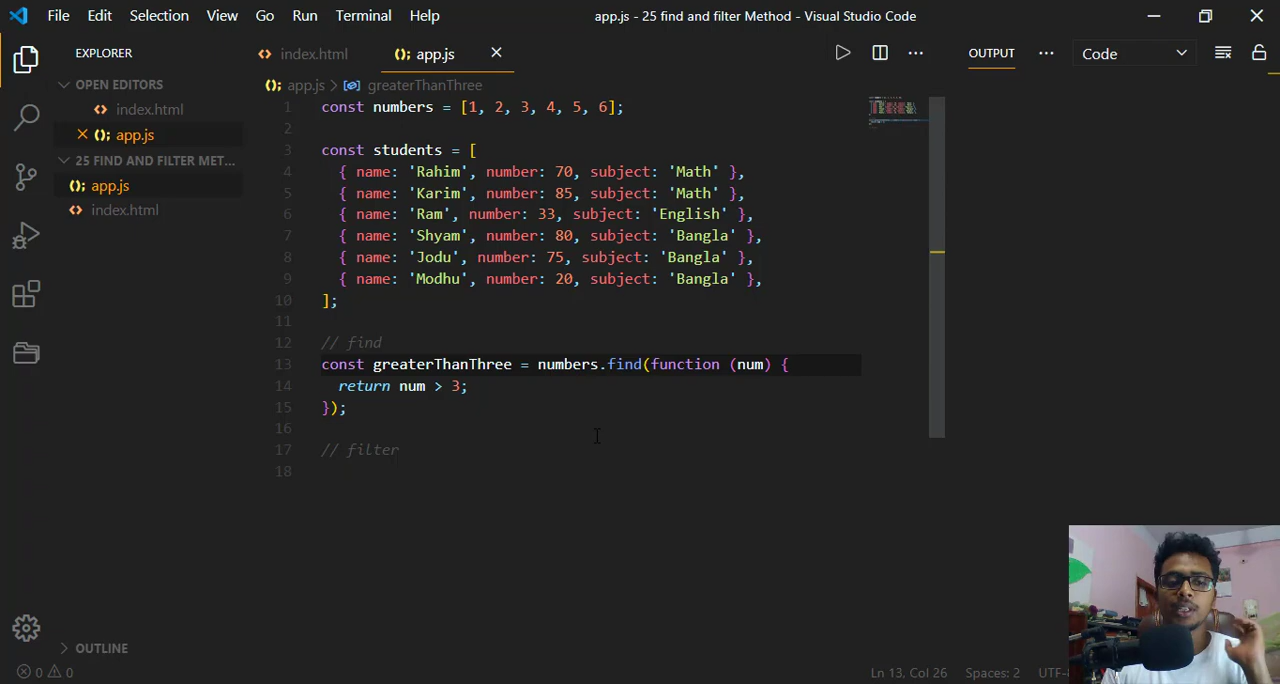 File Edit Selection View Go Run Terminal Help app.js - 25 find and filter Method - Visual Studio Code
EXPLORER
OPEN EDITORS
index.html
app.js
25 FIND AND FILTER MET...
app.js
index.html
OUTLINE
index.html app.js
app.js > greaterThanThree
1 const numbers = [1, 2, 3, 4, 5, 6];
2
3 const students = [
4 { name: 'Rahim', number: 70, subject: 'Math' },
5 { name: 'Karim', number: 85, subject: 'Math' },
6 { name: 'Ram', number: 33, subject: 'English' },
7 { name: 'Shyam', number: 80, subject: 'Bangla' },
8 { name: 'Jodu', number: 75, subject: 'Bangla' },
9 { name: 'Modhu', number: 20, subject: 'Bangla' },
10 ];
11
12 // find
13 const greaterThanThree = numbers.find(function (num) {
14 return num > 3;
15 });
16
17 // filter
18
OUTPUT ... Code
0 0 Ln 13, Col 26 Spaces: 2 UTF-